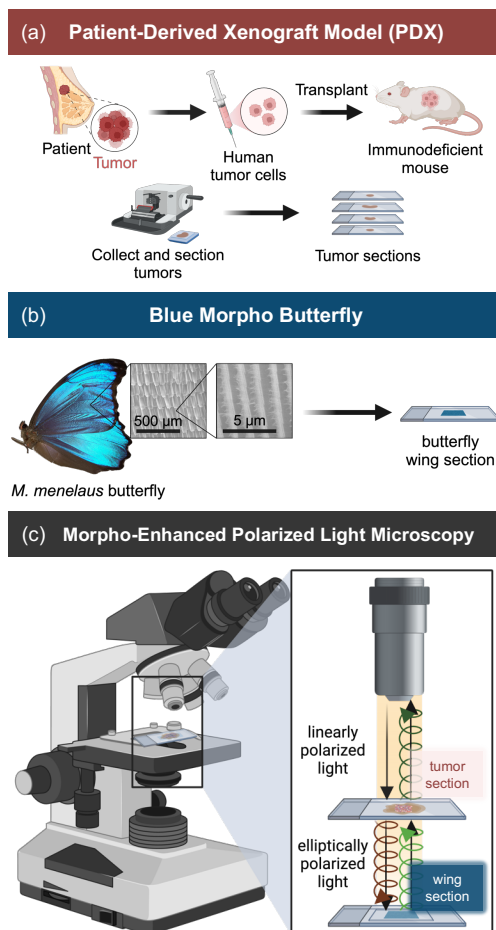 (a) Patient-Derived Xenograft Model (PDX)
Patient
Tumor
Human
tumor cells
Transplant
Immunodeficient
mouse
Collect and section
tumors
Tumor sections
(b) Blue Morpho Butterfly
500 µm
5 µm
M. menelaus butterfly
butterfly
wing section
(c) Morpho-Enhanced Polarized Light Microscopy
linearly
polarized
light
tumor
section
elliptically
polarized
light
wing
section